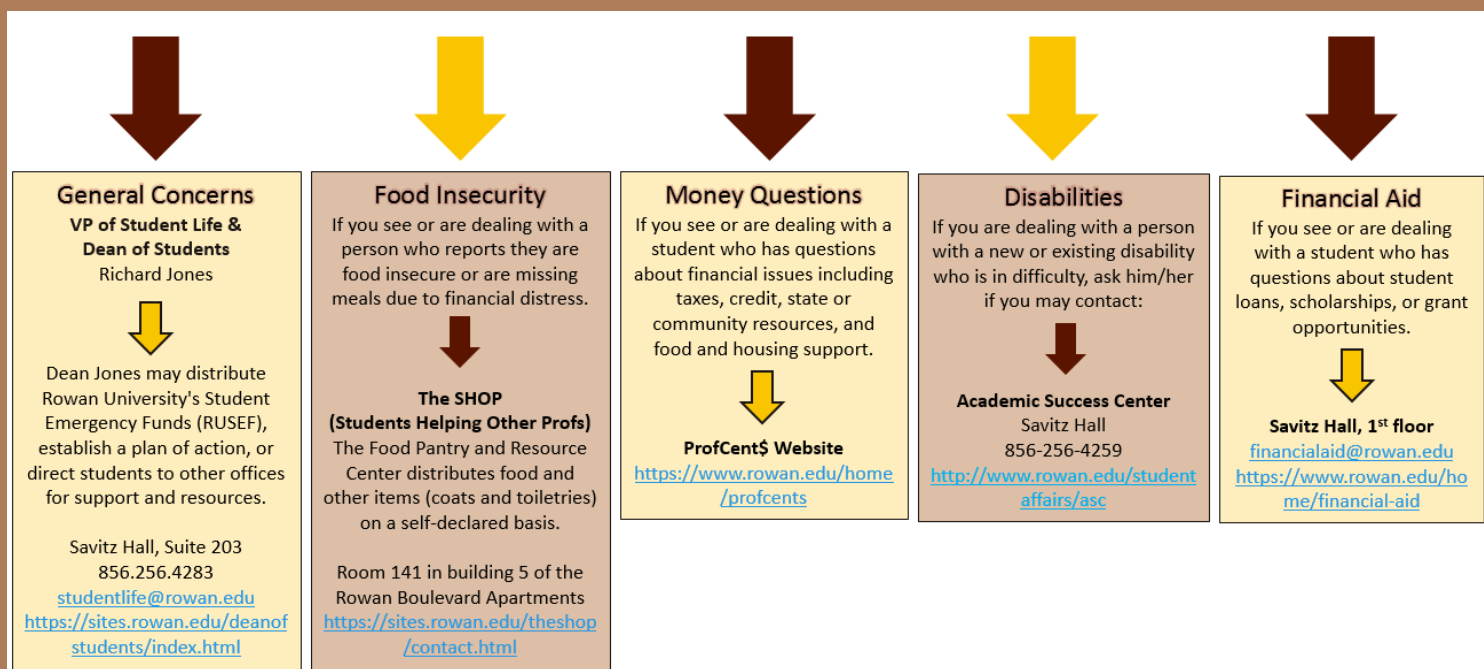 General Concerns
VP of Student Life &
Dean of Students
Richard Jones
Dean Jones may distribute
Rowan University's Student
Emergency Funds (RUSEF),
establish a plan of action, or
direct students to other offices
for support and resources.
Savitz Hall, Suite 203
856.256.4283
studentlife@rowan.edu
https://sites.rowan.edu/deanof
students/index.html
Food Insecurity
If you see or are dealing with a
person who reports they are
food insecure or are missing
meals due to financial distress.
The SHOP
(Students Helping Other Profs)
The Food Pantry and Resource
Center distributes food and
other items (coats and toiletries)
on a self-declared basis.
Room 141 in building 5 of the
Rowan Boulevard Apartments
https://sites.rowan.edu/theshop
/contact.html
Money Questions
If you see or are dealing with a
student who has questions
about financial issues including
taxes, credit, state or
community resources, and
food and housing support.
ProfCent$ Website
https://www.rowan.edu/home
/profcents
Disabilities
If you are dealing with a person
with a new or existing disability
who is in difficulty, ask him/her
if you may contact:
Academic Success Center
Savitz Hall
856-256-4259
http://www.rowan.edu/student
affairs/asc
Financial Aid
If you see or are dealing
with a student who has
questions about student
loans, scholarships, or grant
opportunities.
Savitz Hall, 1st floor
financialaid@rowan.edu
https://www.rowan.edu/ho
me/financial-aid